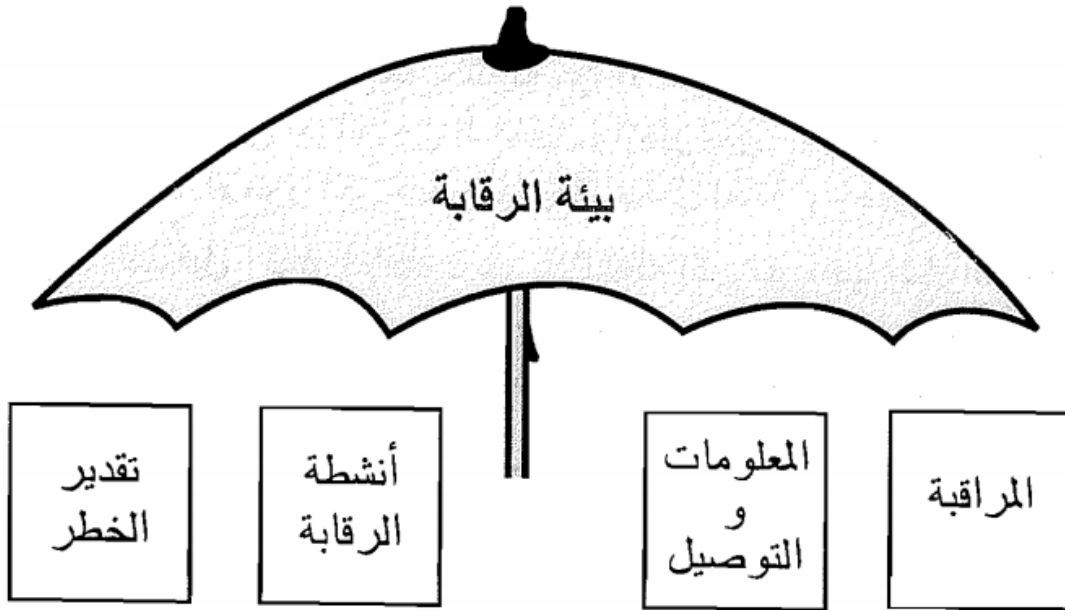 بيئة الرقابة
المراقبة
المعلومات
و
التوصيل
أنشطة
الرقابة
تقدير
الخطر